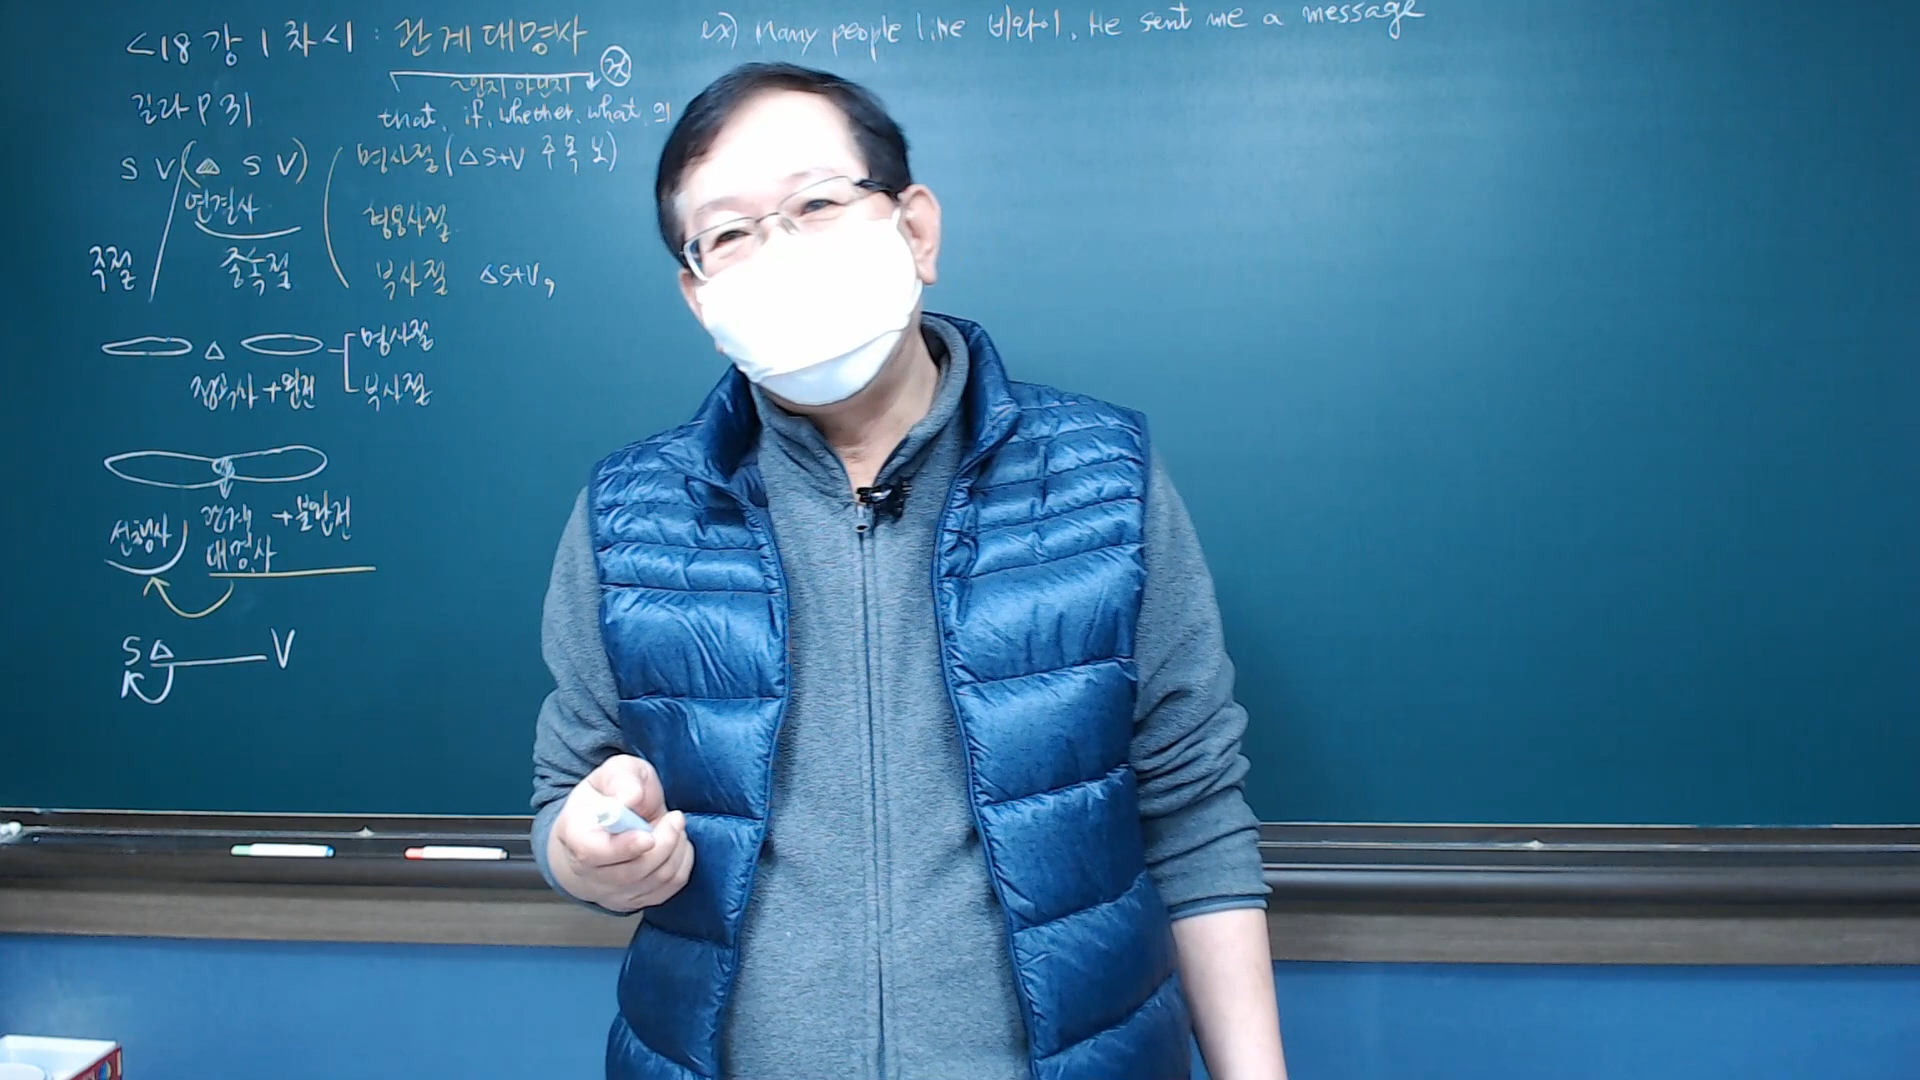 <18강 1차시 : 관계대명사
것
~인지 아닌지
길라 P 31
that, if, whether, what, 의
S V (△ S V)
연결사
주절
종속절
명사절 (△ S+V 주 목 보)
형용사절
부사절 △S+V,
△
접속사 + 완전
명사절
부사절
선행사
관계대명사
+불완전
S △ V
ex) Many people like 비와이. He sent me a message